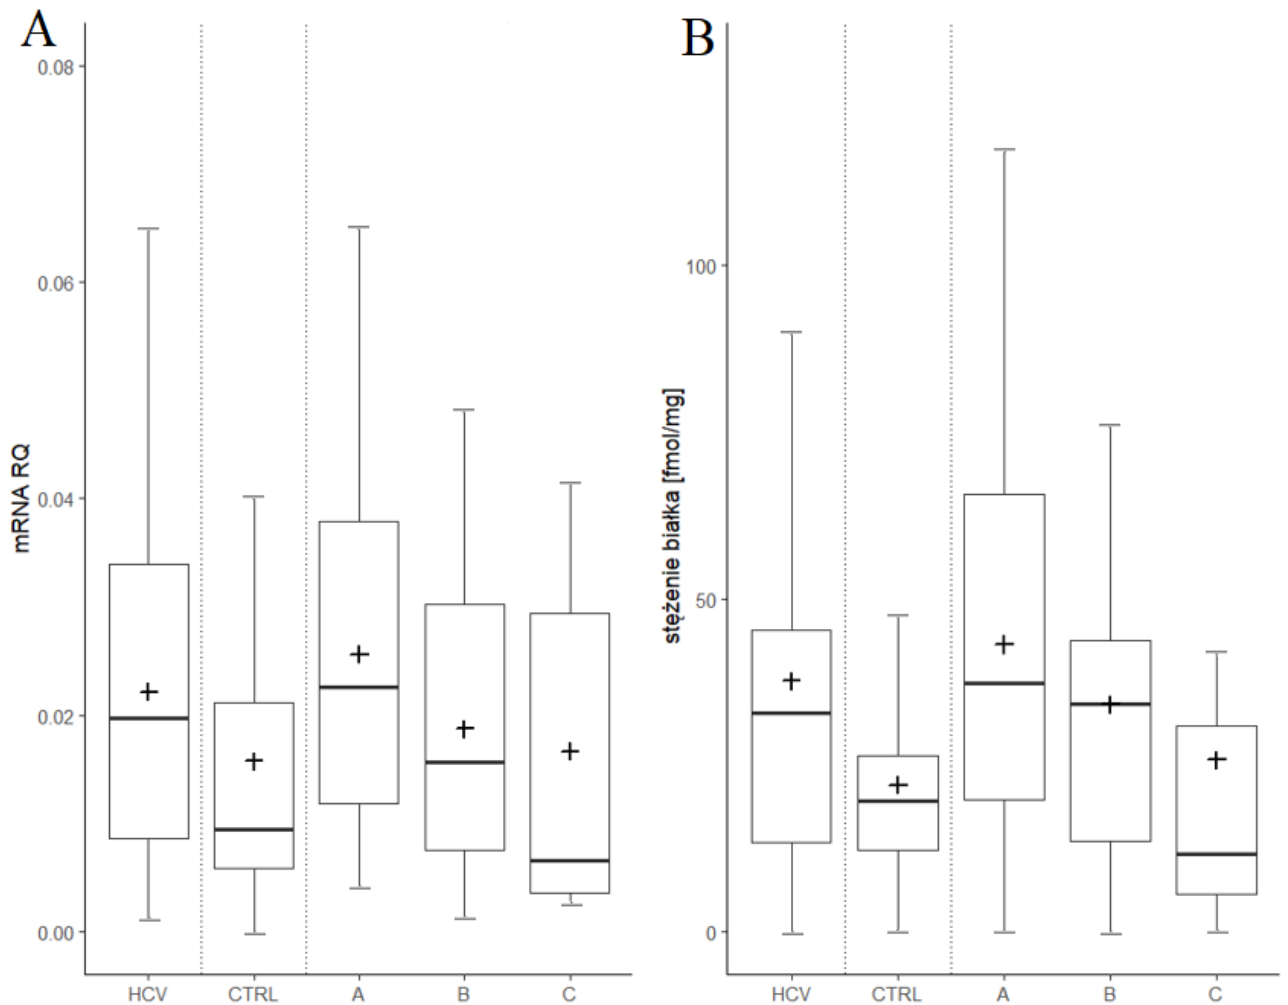 A
mRNA RQ
0.08
0.06
0.04
0.02
0.00
HCV CTRL A B C
B
stężenie białka [fmol/mg]
100
50
0
HCV CTRL A B C